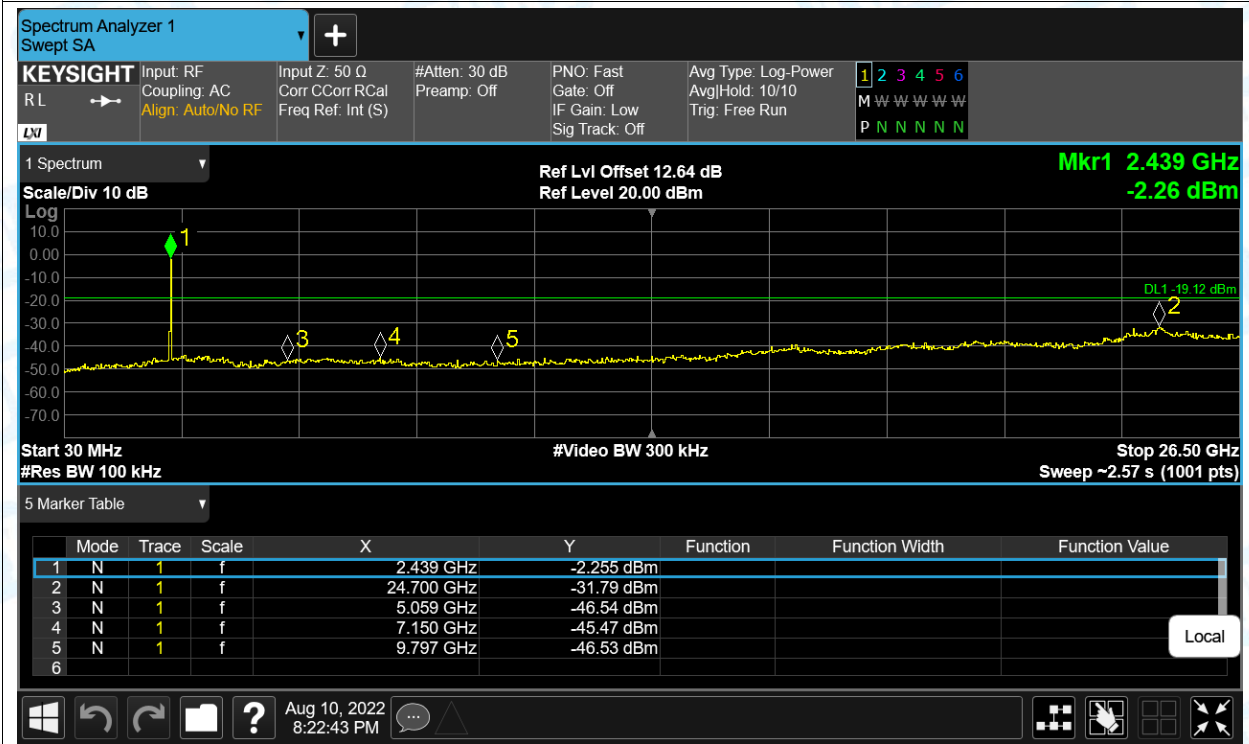 Spectrum Analyzer 1
Swept SA
KEYSIGHT
R L
LXI
Input: RF
Coupling: AC
Align: Auto/No RF
Input Z: 50 Ω
Corr CCorr RCal
Freq Ref: Int (S)
#Atten: 30 dB
Preamp: Off
PNO: Fast
Gate: Off
IF Gain: Low
Sig Track: Off
Avg Type: Log-Power
Avg|Hold: 10/10
Trig: Free Run
1 2 3 4 5 6
M W W W W W
P N N N N N
1 Spectrum
Scale/Div 10 dB
Ref Lvl Offset 12.64 dB
Ref Level 20.00 dBm
Mkr1 2.439 GHz
-2.26 dBm
Log
10.0
0.00
-10.0
-20.0
-30.0
-40.0
-50.0
-60.0
-70.0
1
DL1 -19.12 dBm
2
3
4
5
Start 30 MHz
#Video BW 300 kHz
Stop 26.50 GHz
#Res BW 100 kHz
Sweep ~2.57 s (1001 pts)
5 Marker Table
Mode Trace Scale X Y Function Function Width Function Value
1 N 1 f 2.439 GHz -2.255 dBm
2 N 1 f 24.700 GHz -31.79 dBm
3 N 1 f 5.059 GHz -46.54 dBm
4 N 1 f 7.150 GHz -45.47 dBm
5 N 1 f 9.797 GHz -46.53 dBm
6
Local
?
Aug 10, 2022
8:22:43 PM